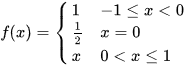 f(x) = { 1   −1 ≤ x < 0
1/2   x = 0
x   0 < x ≤ 1